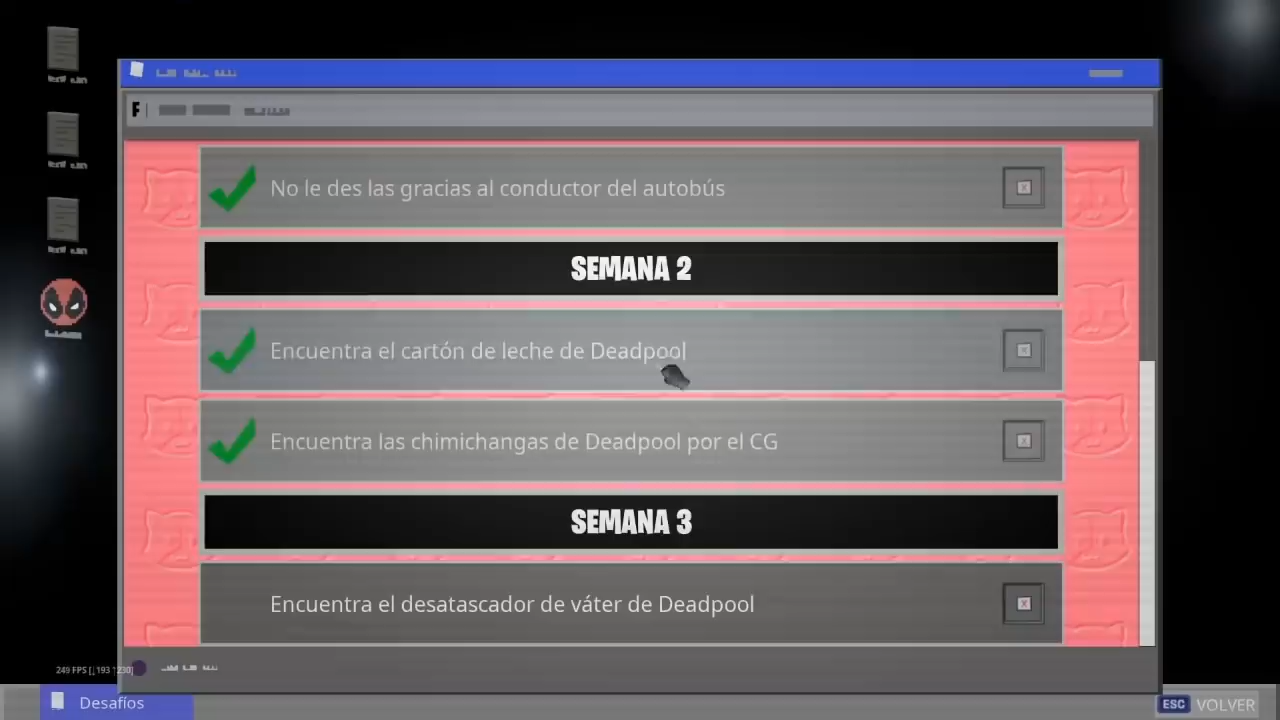 F
No le des las gracias al conductor del autobús
SEMANA 2
Encuentra el cartón de leche de Deadpool
Encuentra las chimichangas de Deadpool por el CG
SEMANA 3
Encuentra el desatascador de váter de Deadpool
249 FPS [↓193 ↑230]
Desafíos
ESC VOLVER